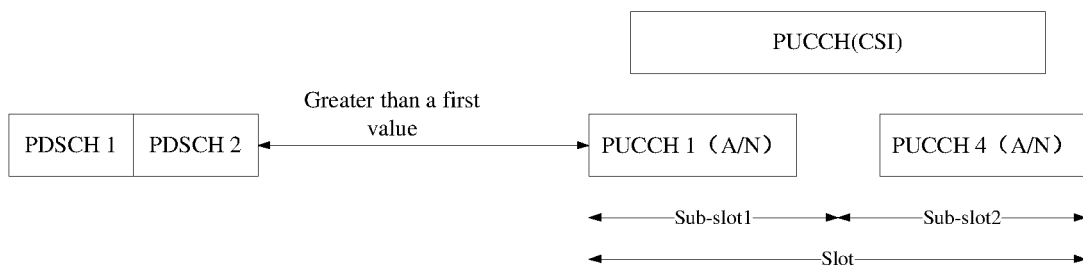 PUCCH(CSI)
Greater than a first
value
PDSCH 1
PDSCH 2
PUCCH 1（A/N）
PUCCH 4（A/N）
Sub-slot1
Sub-slot2
Slot